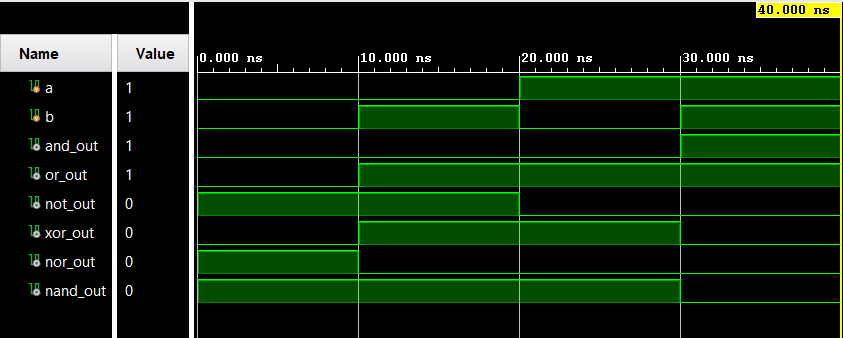 40.000 ns
Name Value
0.000 ns 10.000 ns 20.000 ns 30.000 ns
a 1
b 1
and_out 1
or_out 1
not_out 0
xor_out 0
nor_out 0
nand_out 0